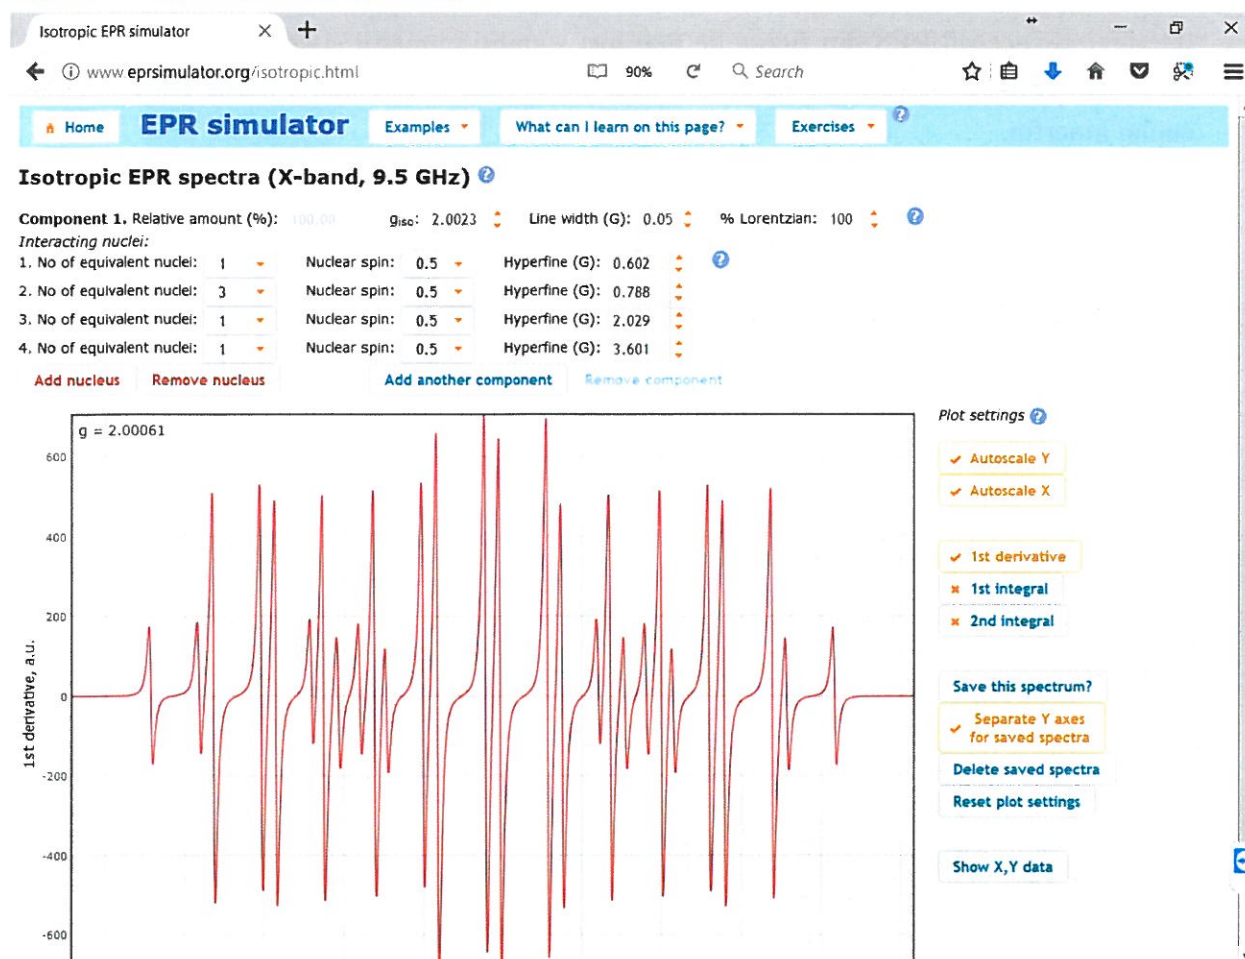 Isotropic EPR simulator
www.eprsimulator.org/isotropic.html 90% Search
Home EPR simulator Examples What can I learn on this page? Exercises
Isotropic EPR spectra (X-band, 9.5 GHz)
Component 1. Relative amount (%): 100.00 giso: 2.0023 Line width (G): 0.05 % Lorentzian: 100
Interacting nuclei:
1. No of equivalent nuclei: 1 Nuclear spin: 0.5 Hyperfine (G): 0.602
2. No of equivalent nuclei: 3 Nuclear spin: 0.5 Hyperfine (G): 0.788
3. No of equivalent nuclei: 1 Nuclear spin: 0.5 Hyperfine (G): 2.029
4. No of equivalent nuclei: 1 Nuclear spin: 0.5 Hyperfine (G): 3.601
Add nucleus Remove nucleus Add another component Remove component
g = 2.00061
600
400
200
0
-200
-400
-600
1st derivative, a.u.
Plot settings
Autoscale Y
Autoscale X
1st derivative
1st integral
2nd integral
Save this spectrum?
Separate Y axes
for saved spectra
Delete saved spectra
Reset plot settings
Show X,Y data